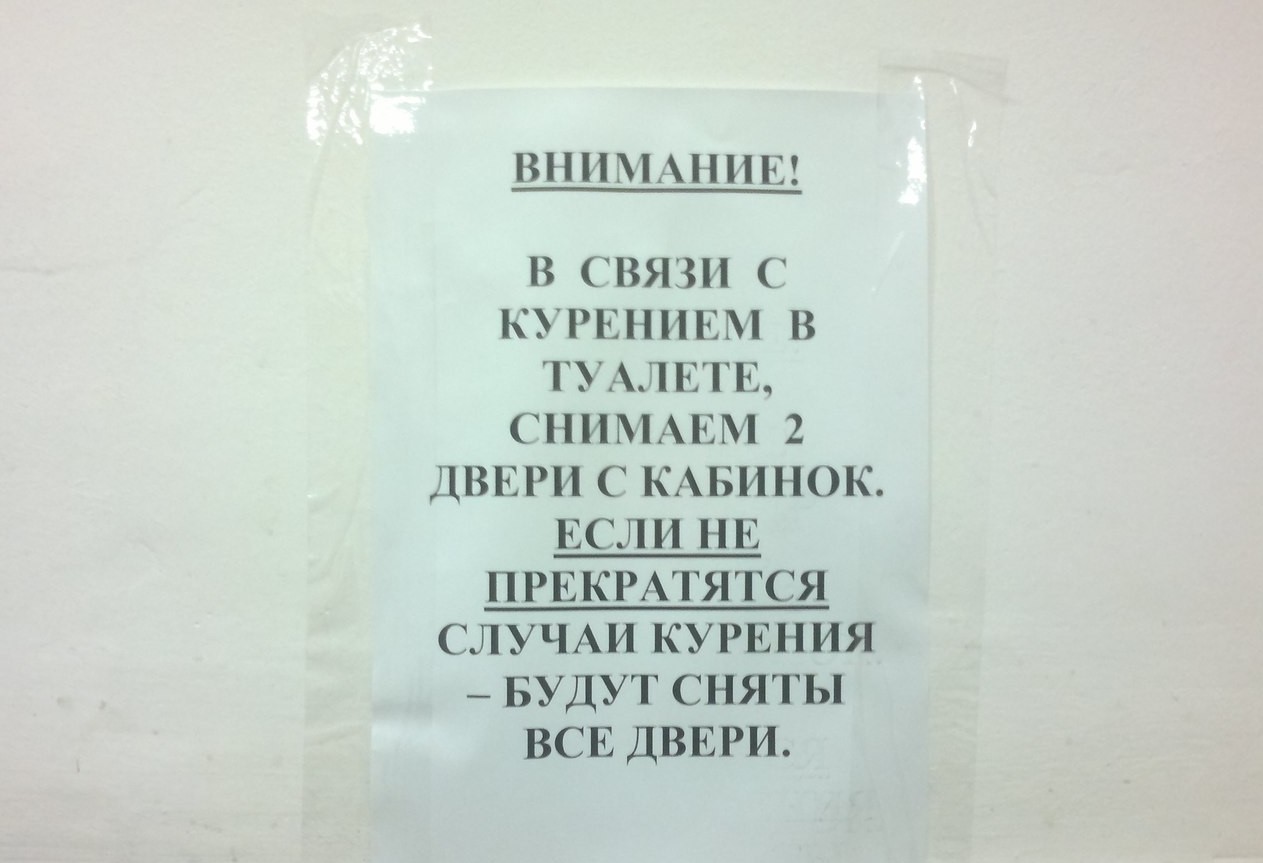 ВНИМАНИЕ!
В СВЯЗИ С
КУРЕНИЕМ В
ТУАЛЕТЕ,
СНИМАЕМ 2
ДВЕРИ С КАБИНОК.
ЕСЛИ НЕ
ПРЕКРАТЯТСЯ
СЛУЧАИ КУРЕНИЯ
– БУДУТ СНЯТЫ
ВСЕ ДВЕРИ.